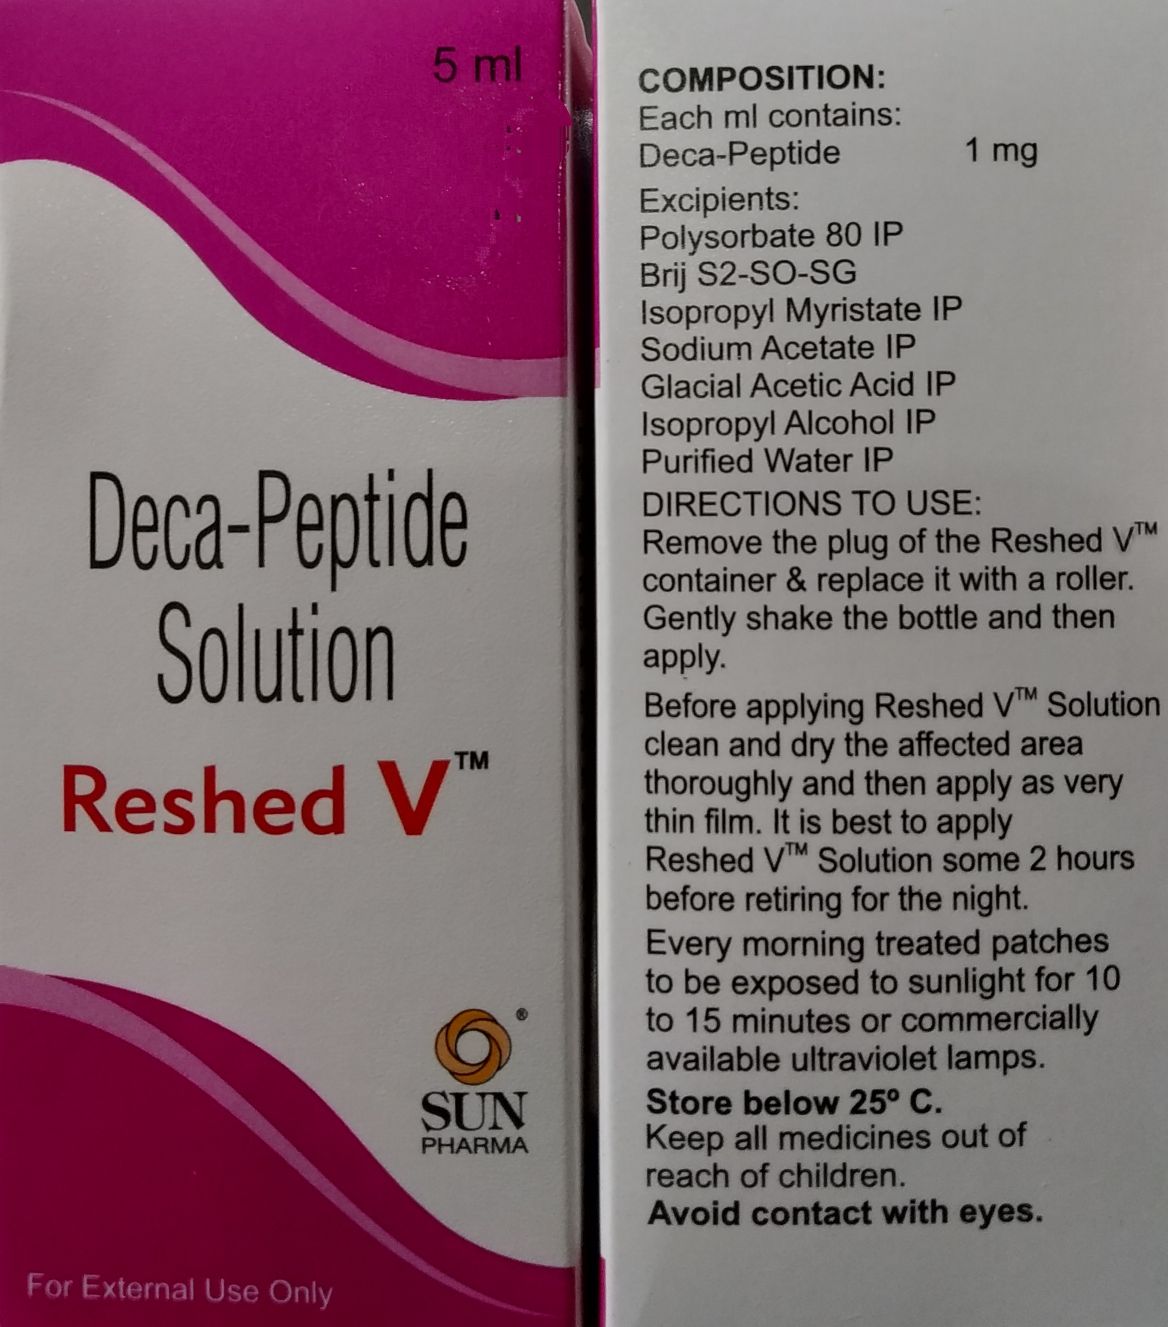 5 ml
Deca-Peptide
Solution
Reshed V™
®
SUN
PHARMA
For External Use Only
COMPOSITION:
Each ml contains:
Deca-Peptide 1 mg
Excipients:
Polysorbate 80 IP
Brij S2-SO-SG
Isopropyl Myristate IP
Sodium Acetate IP
Glacial Acetic Acid IP
Isopropyl Alcohol IP
Purified Water IP
DIRECTIONS TO USE:
Remove the plug of the Reshed V™
container & replace it with a roller.
Gently shake the bottle and then
apply.
Before applying Reshed V™ Solution
clean and dry the affected area
thoroughly and then apply as very
thin film. It is best to apply
Reshed V™ Solution some 2 hours
before retiring for the night.
Every morning treated patches
to be exposed to sunlight for 10
to 15 minutes or commercially
available ultraviolet lamps.
Store below 25º C.
Keep all medicines out of
reach of children.
Avoid contact with eyes.